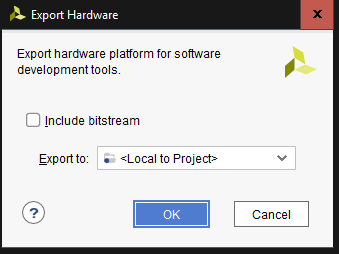 Export Hardware
x
Export hardware platform for software
development tools.
Include bitstream
Export to: <Local to Project>
?
OK
Cancel